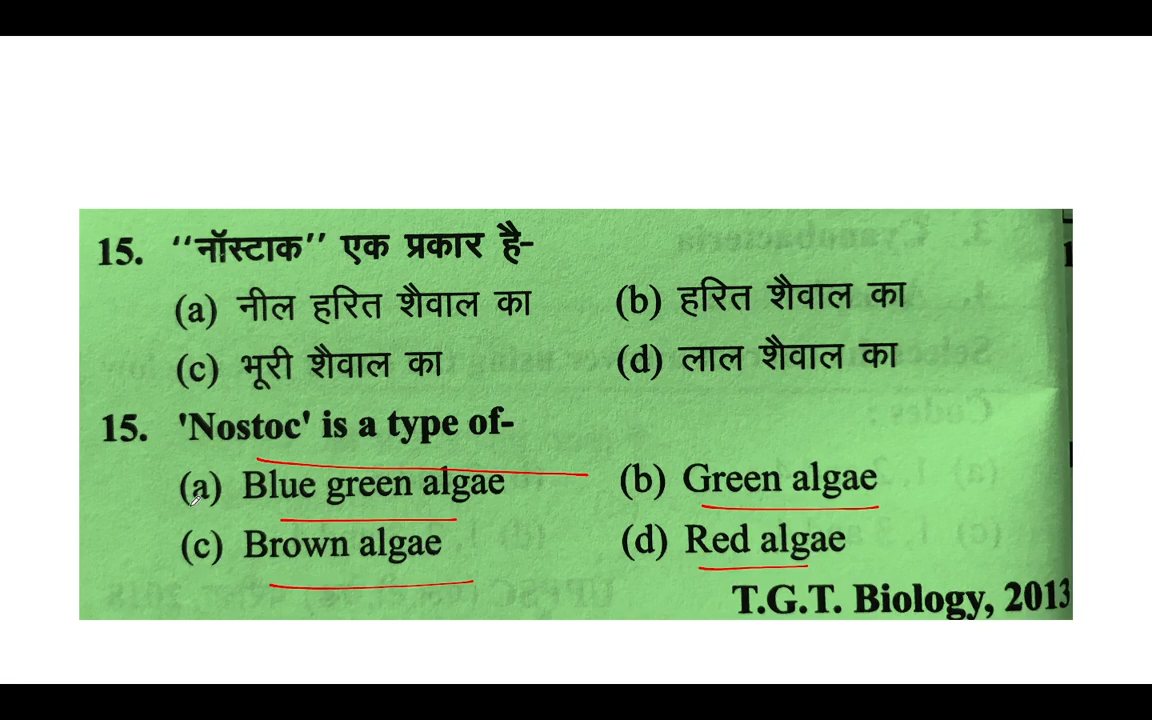 15. ‘‘नॉस्टाक’’ एक प्रकार है-
(a) नील हरित शैवाल का (b) हरित शैवाल का
(c) भूरी शैवाल का (d) लाल शैवाल का
15. 'Nostoc' is a type of-
(a) Blue green algae (b) Green algae
(c) Brown algae (d) Red algae
T.G.T. Biology, 2013